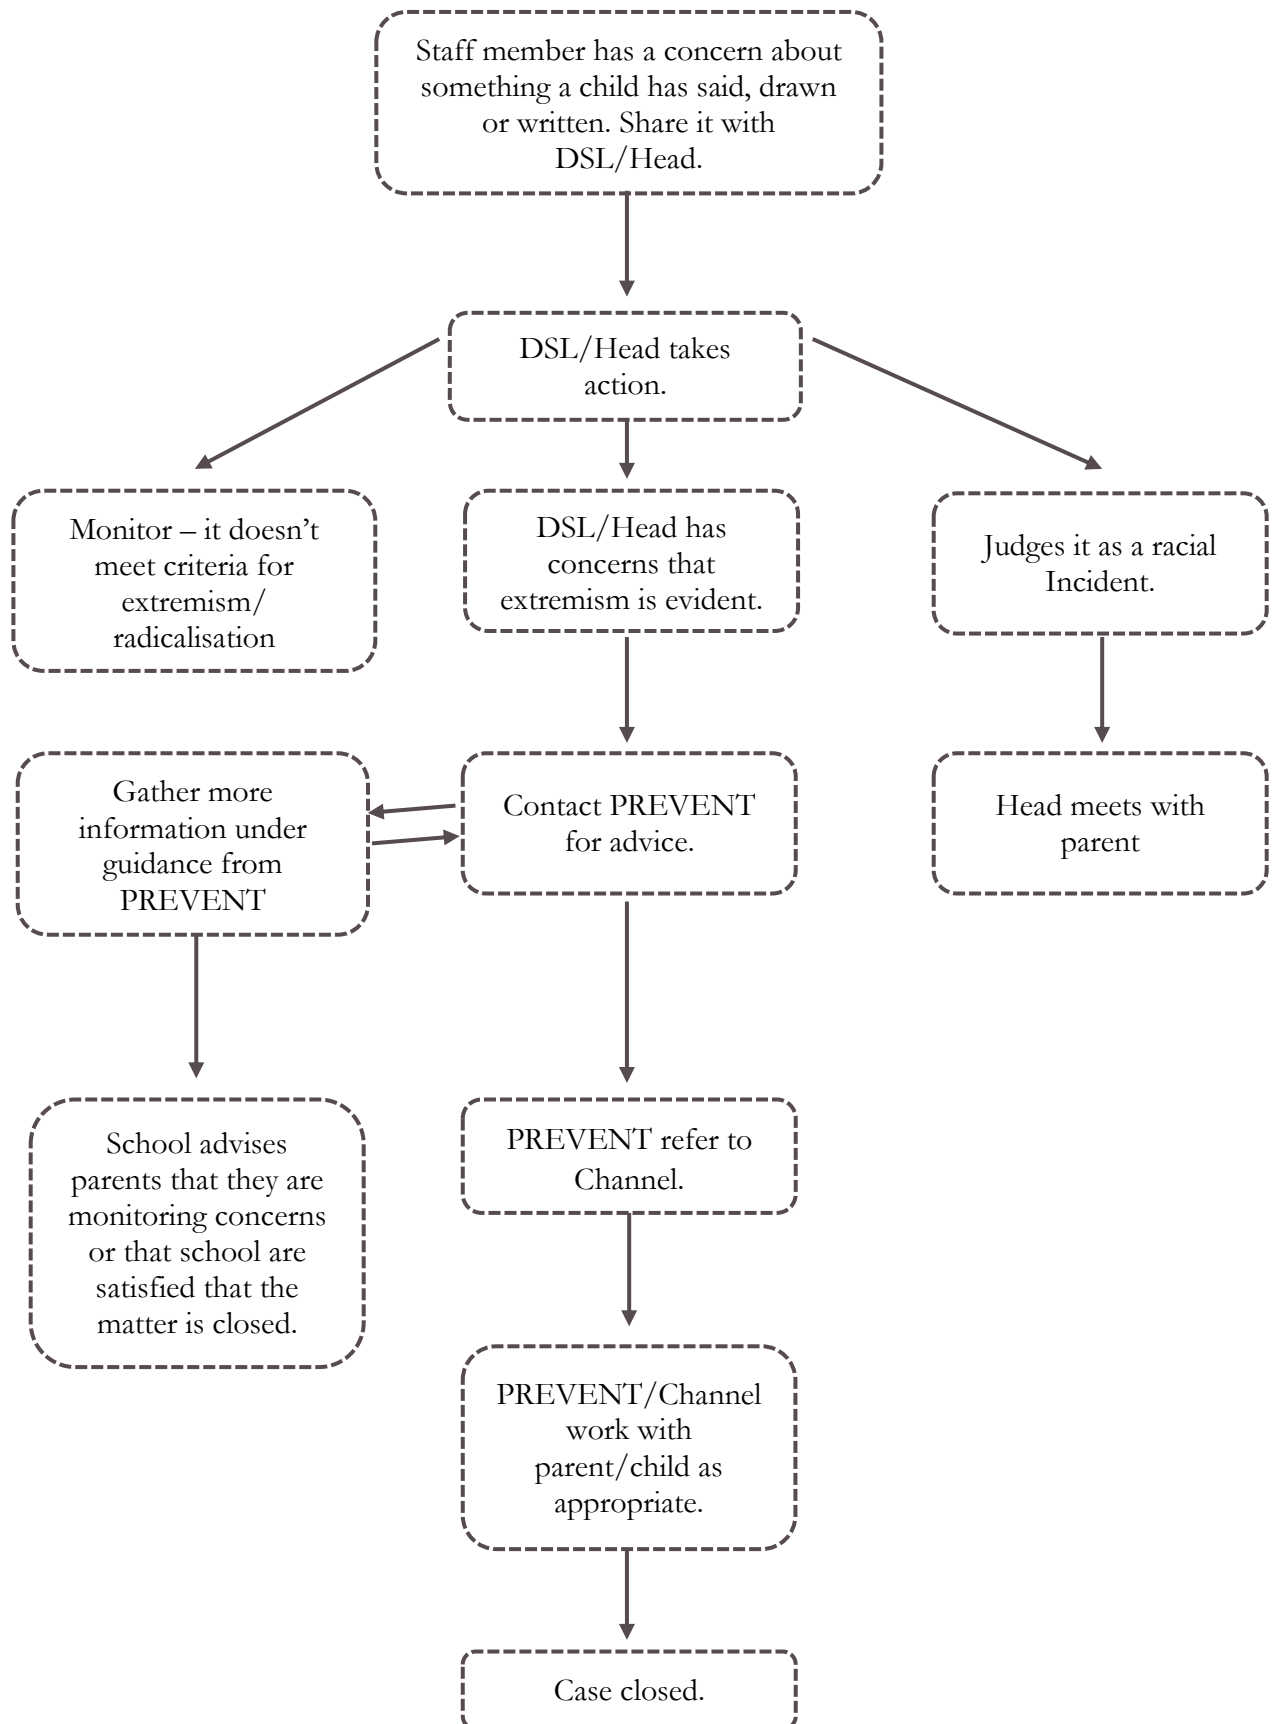 Staff member has a concern about
something a child has said, drawn
or written. Share it with
DSL/Head.
DSL/Head takes
action.
Monitor – it doesn’t
meet criteria for
extremism/
radicalisation
DSL/Head has
concerns that
extremism is evident.
Judges it as a racial
Incident.
Gather more
information under
guidance from
PREVENT
Contact PREVENT
for advice.
Head meets with
parent
School advises
parents that they are
monitoring concerns
or that school are
satisfied that the
matter is closed.
PREVENT refer to
Channel.
PREVENT/Channel
work with
parent/child as
appropriate.
Case closed.